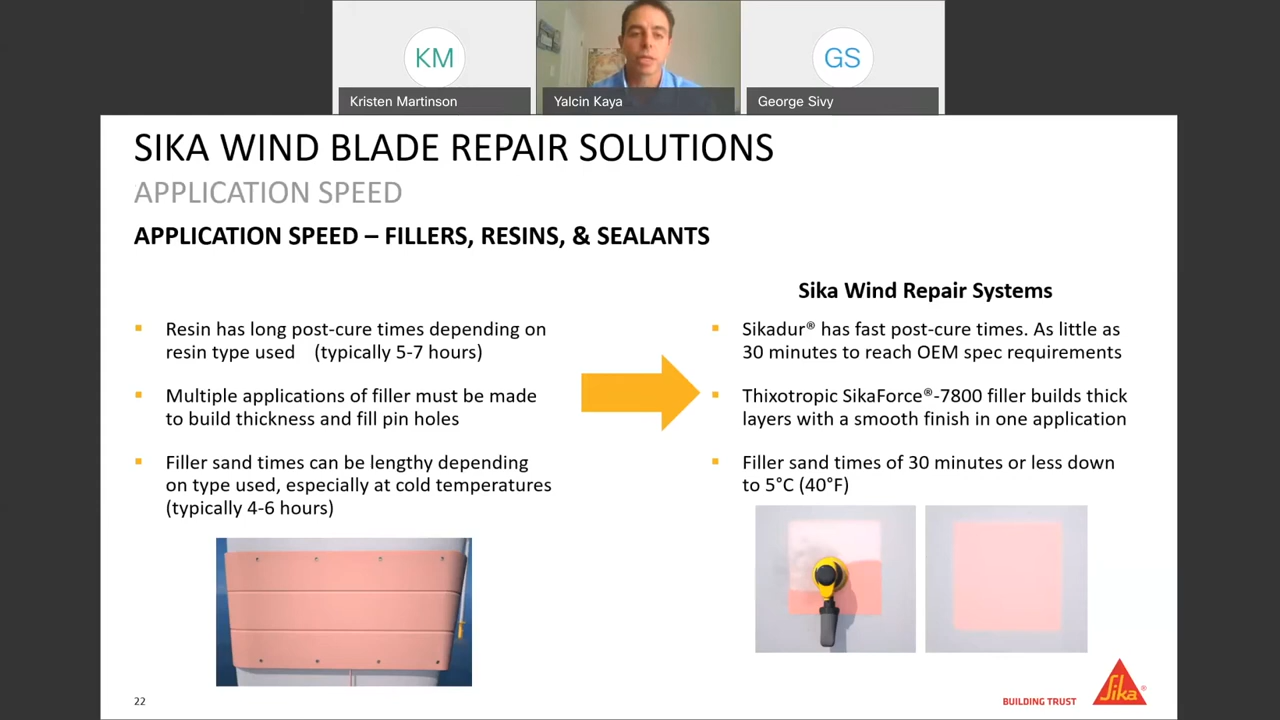 KM
GS
Kristen Martinson
Yalcin Kaya
George Sivy
SIKA WIND BLADE REPAIR SOLUTIONS
APPLICATION SPEED
APPLICATION SPEED – FILLERS, RESINS, & SEALANTS
Resin has long post-cure times depending on
resin type used (typically 5-7 hours)
Multiple applications of filler must be made
to build thickness and fill pin holes
Filler sand times can be lengthy depending
on type used, especially at cold temperatures
(typically 4-6 hours)
Sika Wind Repair Systems
Sikadur® has fast post-cure times. As little as
30 minutes to reach OEM spec requirements
Thixotropic SikaForce®-7800 filler builds thick
layers with a smooth finish in one application
Filler sand times of 30 minutes or less down
to 5°C (40°F)
22
BUILDING TRUST
Sika®